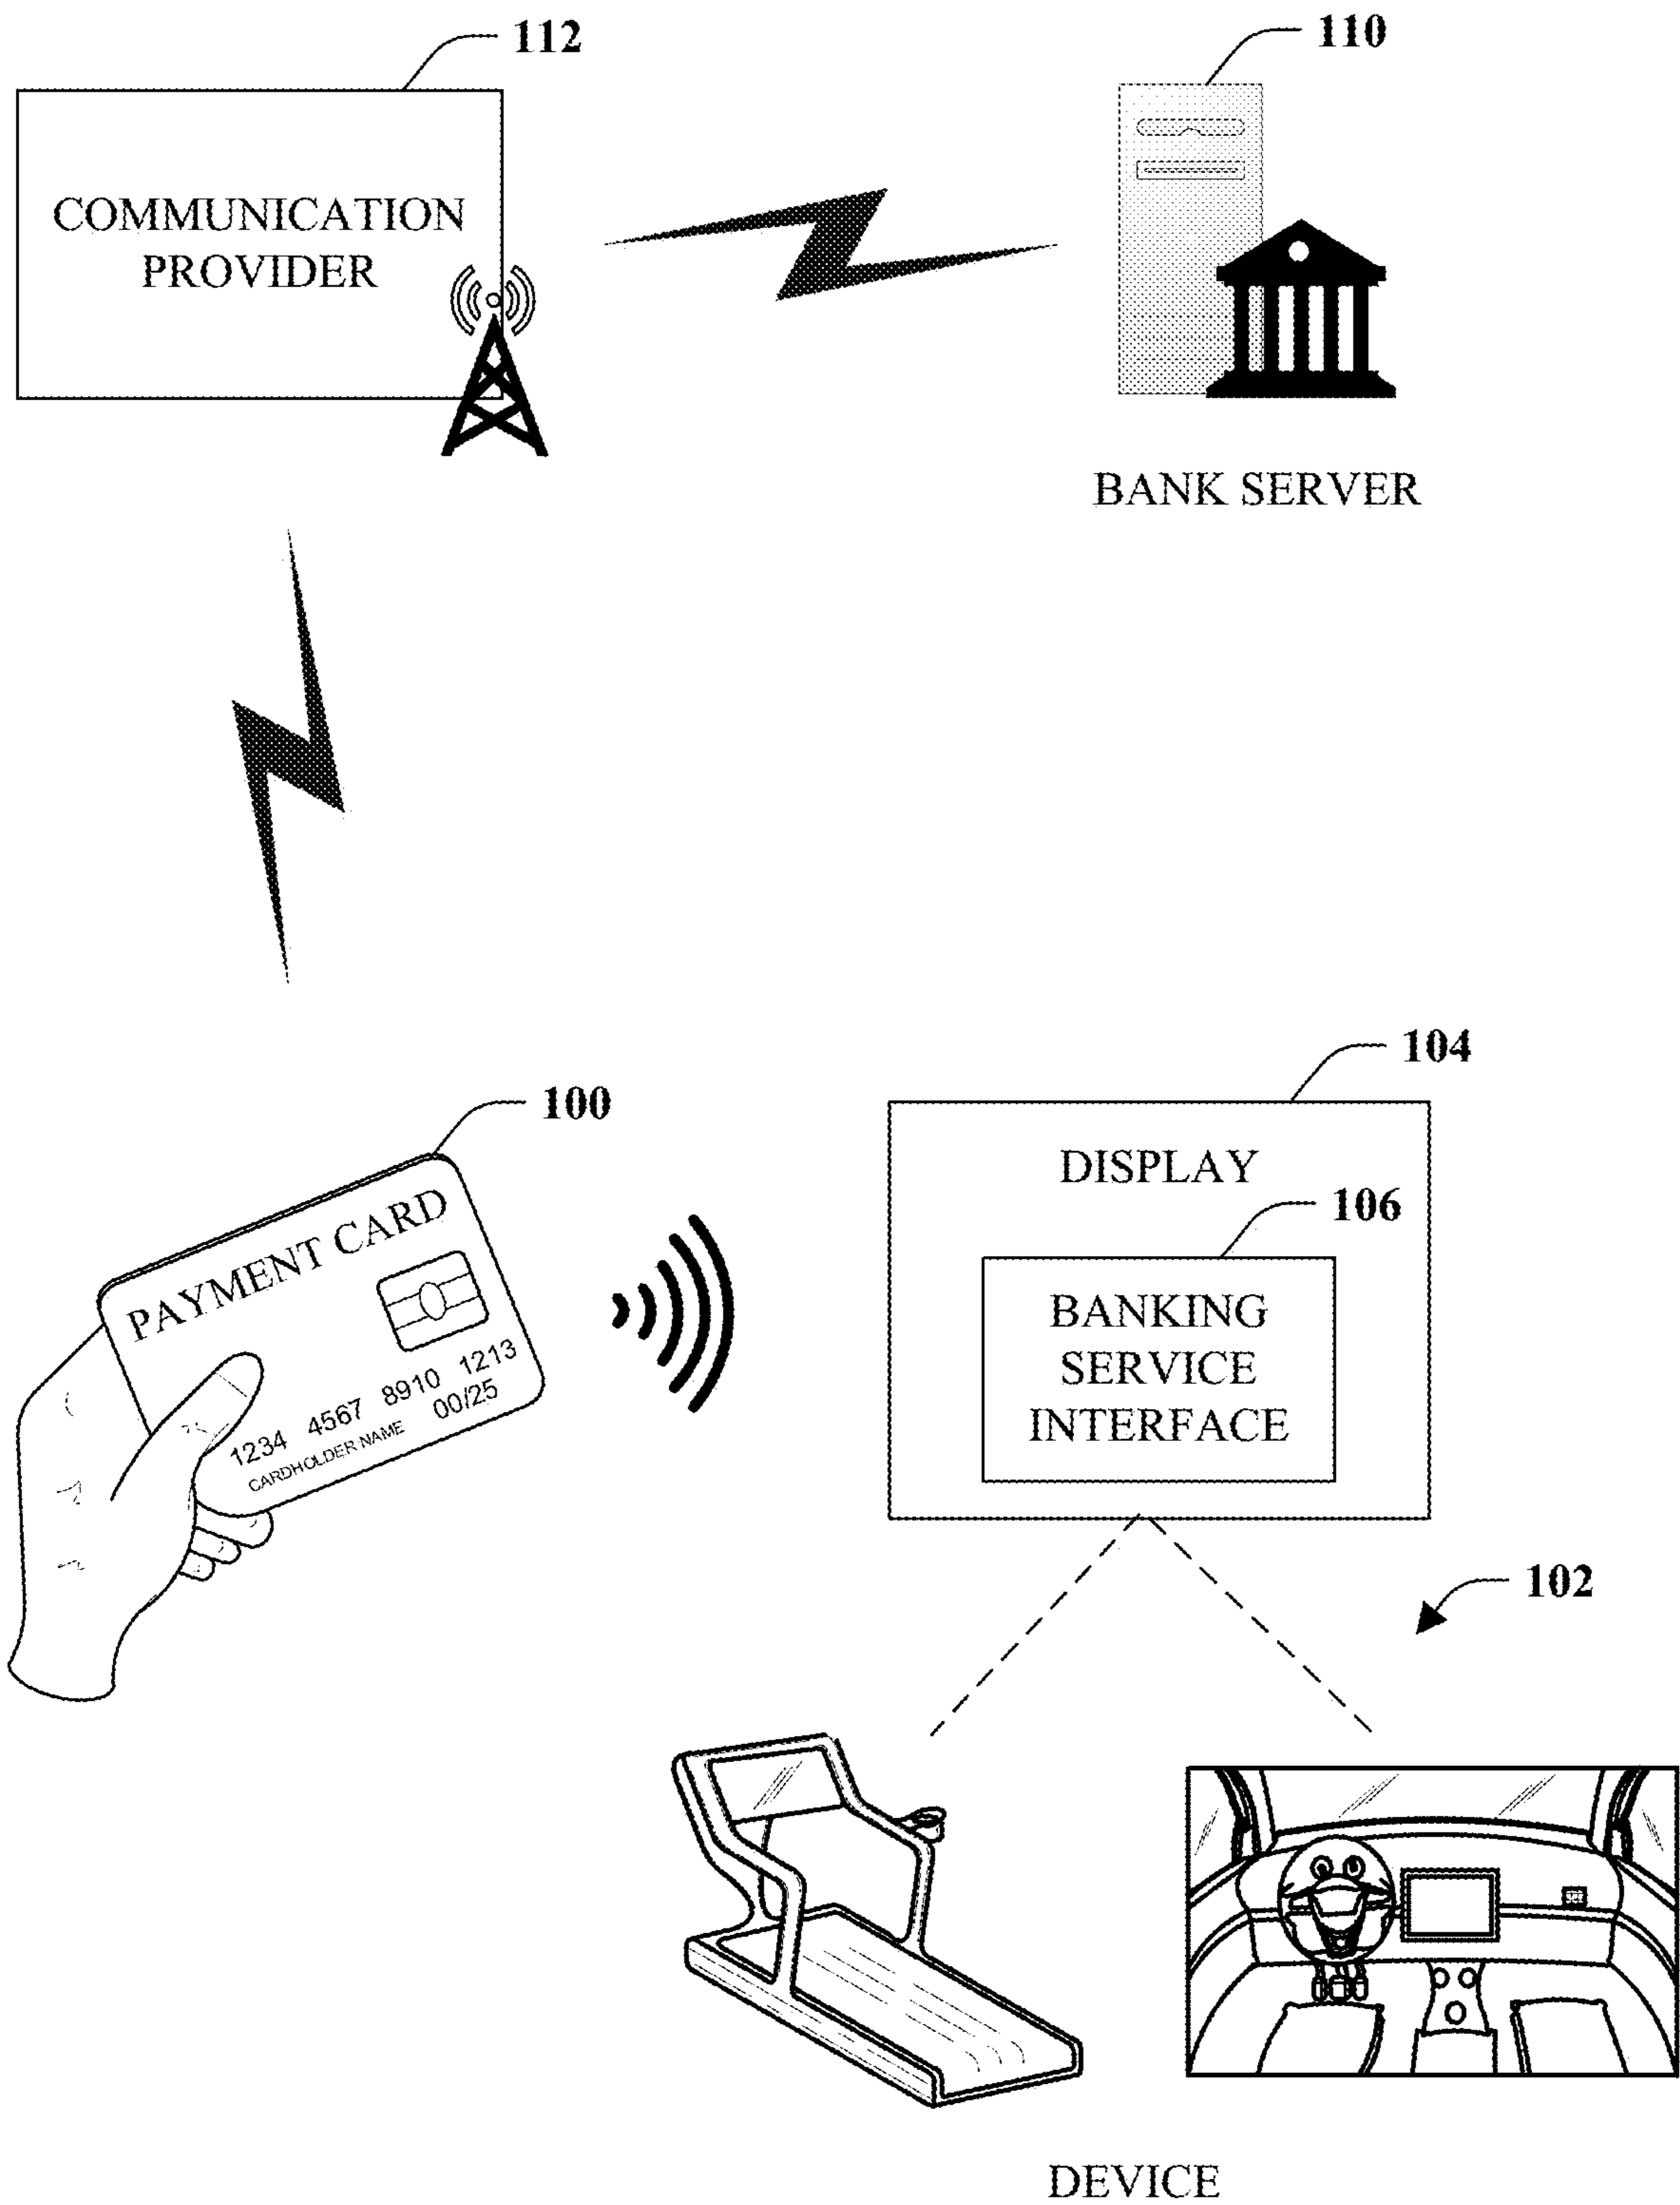 112
110
COMMUNICATION
PROVIDER
BANK SERVER
104
100
DISPLAY
106
PAYMENT CARD
1234 4567 8910 1213
CARDHOLDER NAME 00/25
BANKING
SERVICE
INTERFACE
102
DEVICE